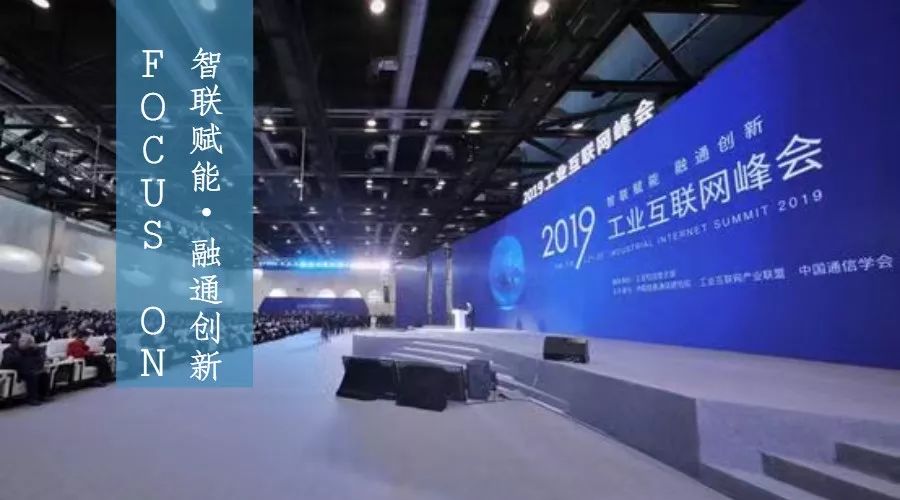 FOCUS ON
智联赋能·融通创新
2019工业互联网峰会
智联赋能 融通创新
2019 工业互联网峰会
INDUSTRIAL INTERNET SUMMIT 2019
工业互联网产业联盟 中国通信学会